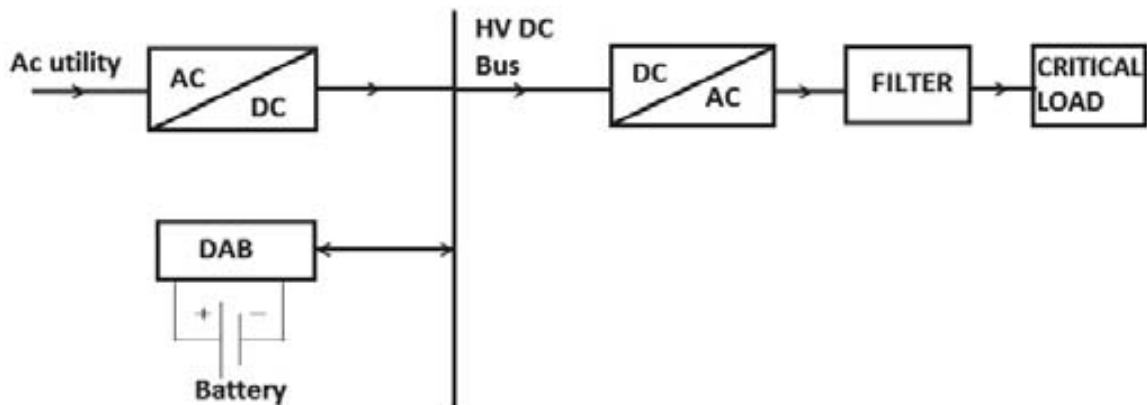 Ac utility
AC
DC
HV DC
Bus
DC
AC
FILTER
CRITICAL
LOAD
DAB
+ −
Battery